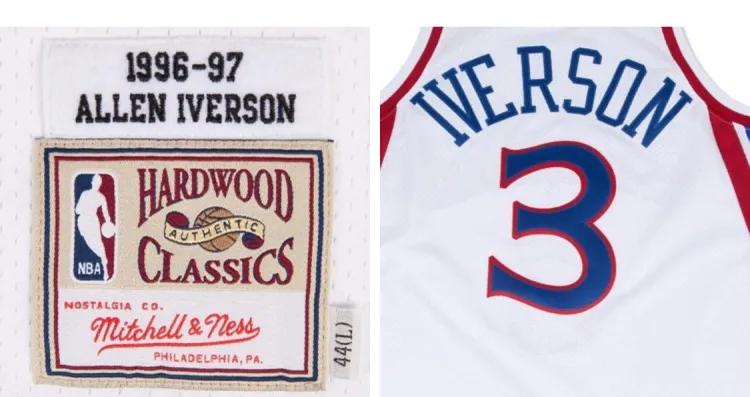 1996-97
ALLEN IVERSON
NBA
HARDWOOD
AUTHENTIC
CLASSICS
NOSTALGIA CO.
Mitchell & Ness
PHILADELPHIA, PA.
44(L)
IVERSON
3